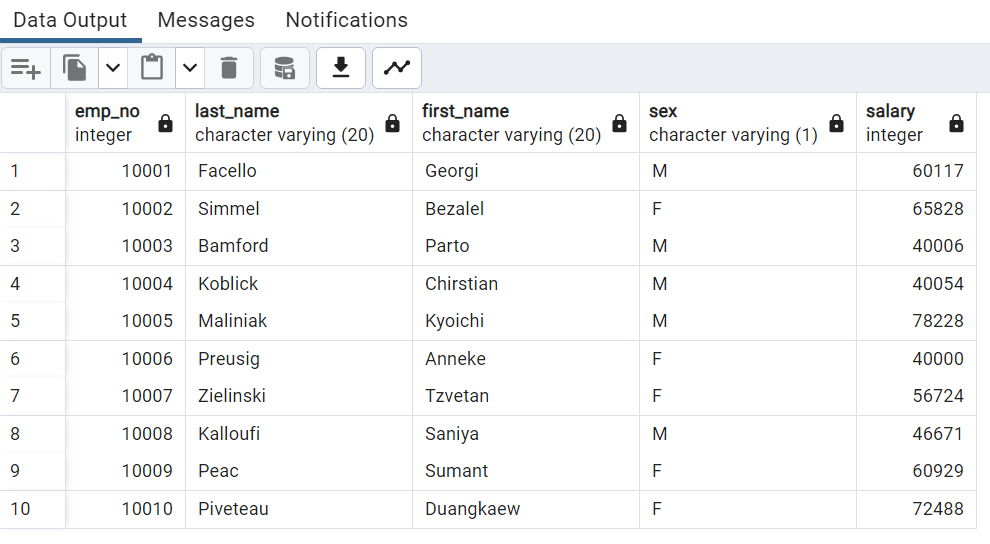 Data Output Messages Notifications
emp_no last_name first_name sex salary
integer character varying (20) character varying (20) character varying (1) integer
1 10001 Facello Georgi M 60117
2 10002 Simmel Bezalel F 65828
3 10003 Bamford Parto M 40006
4 10004 Koblick Chirstian M 40054
5 10005 Maliniak Kyoichi M 78228
6 10006 Preusig Anneke F 40000
7 10007 Zielinski Tzvetan F 56724
8 10008 Kalloufi Saniya M 46671
9 10009 Peac Sumant F 60929
10 10010 Piveteau Duangkaew F 72488